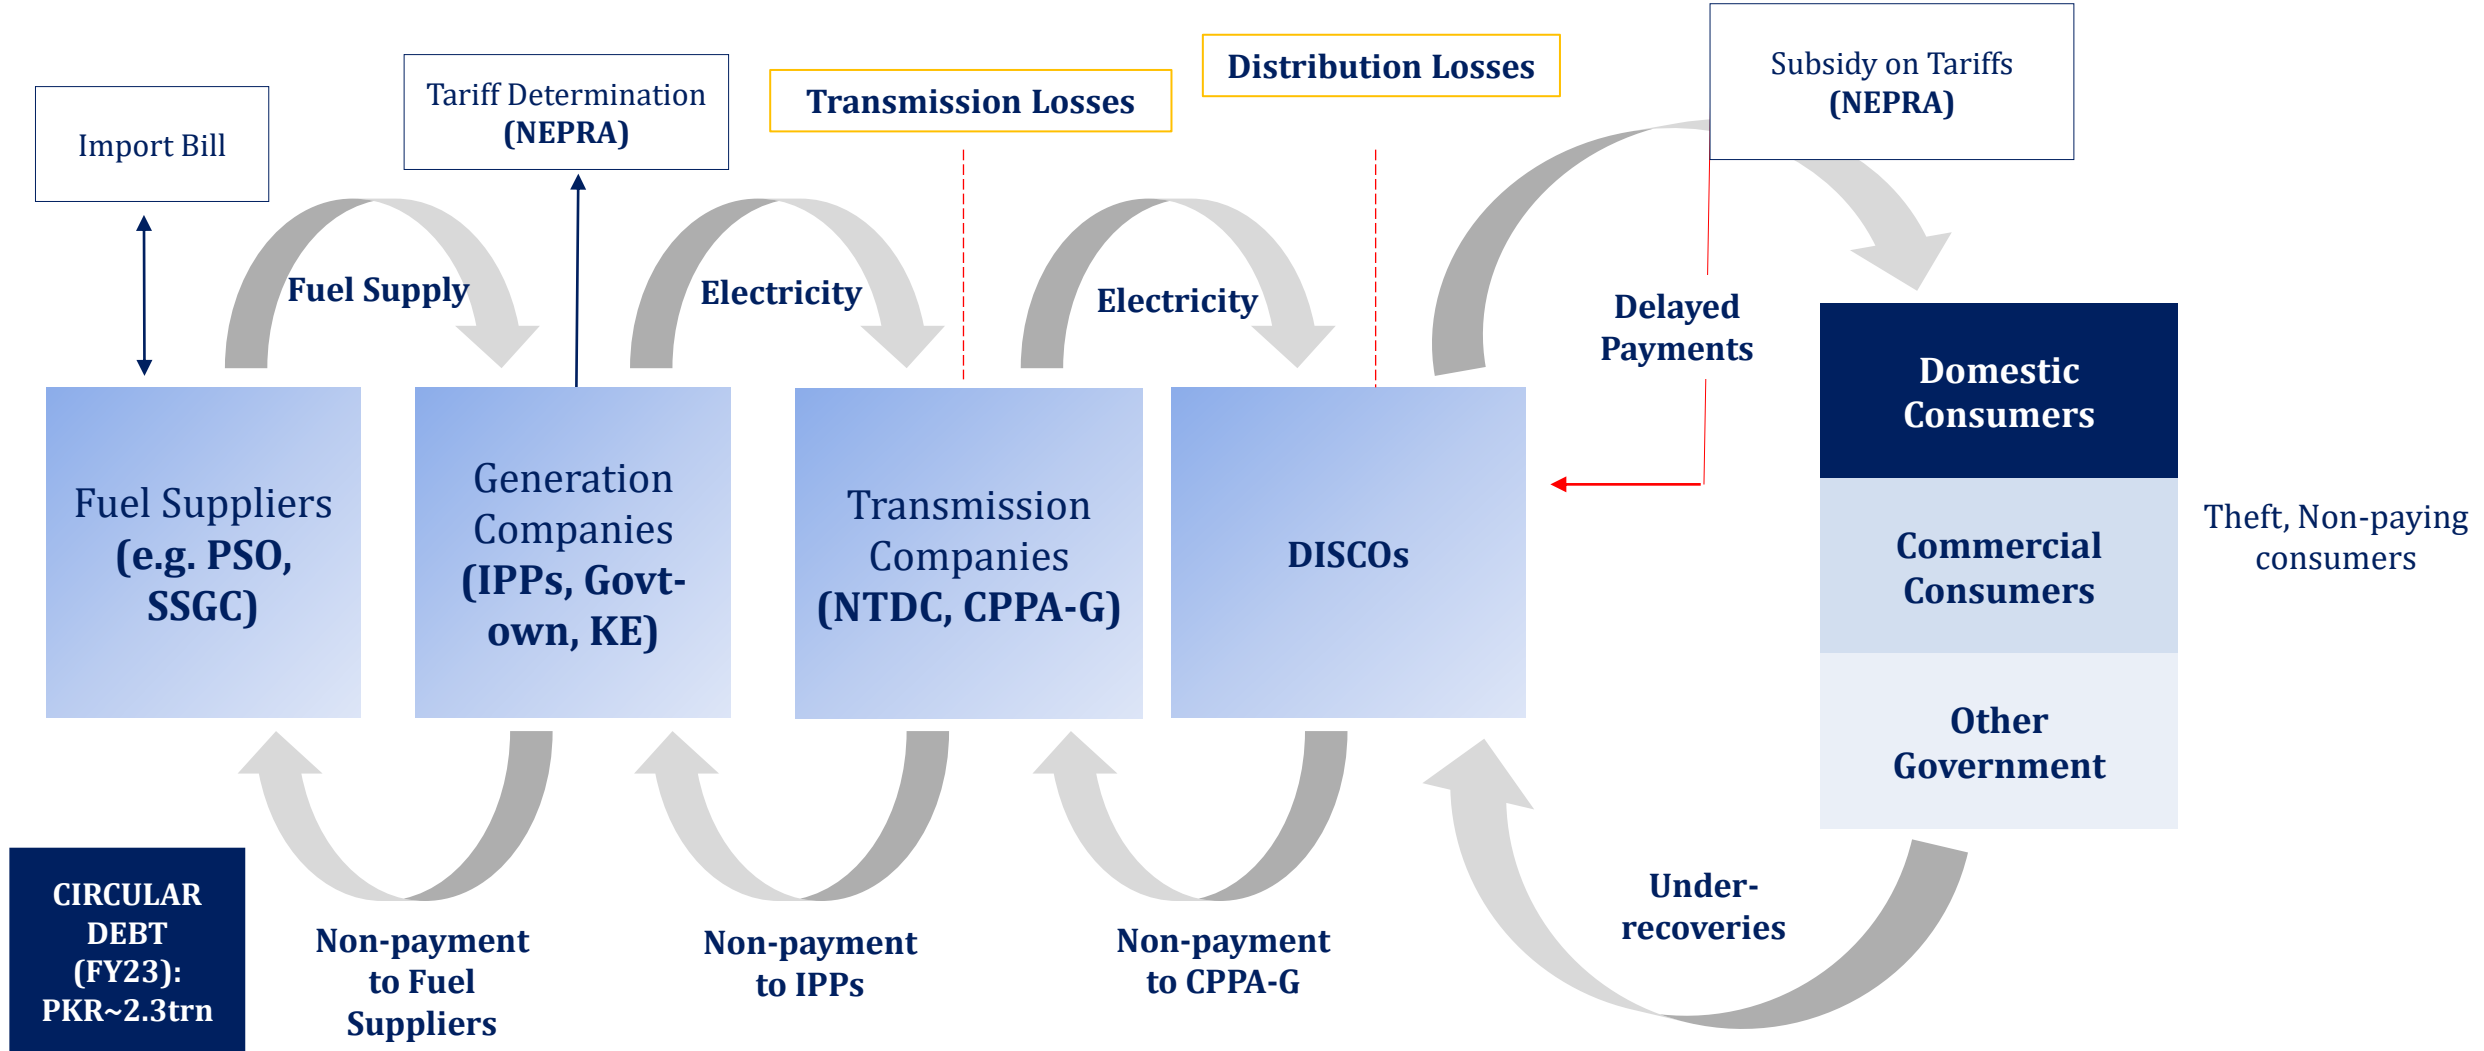 Import Bill
Tariff Determination
(NEPRA)
Transmission Losses
Distribution Losses
Subsidy on Tariffs
(NEPRA)
Fuel Supply
Electricity
Electricity
Delayed
Payments
Fuel Suppliers
(e.g. PSO,
SSGC)
Generation
Companies
(IPPs, Govt-
own, KE)
Transmission
Companies
(NTDC, CPPA-G)
DISCOs
Domestic
Consumers
Commercial
Consumers
Other
Government
Theft, Non-paying
consumers
CIRCULAR
DEBT
(FY23):
PKR~2.3trn
Non-payment
to Fuel
Suppliers
Non-payment
to IPPs
Non-payment
to CPPA-G
Under-
recoveries